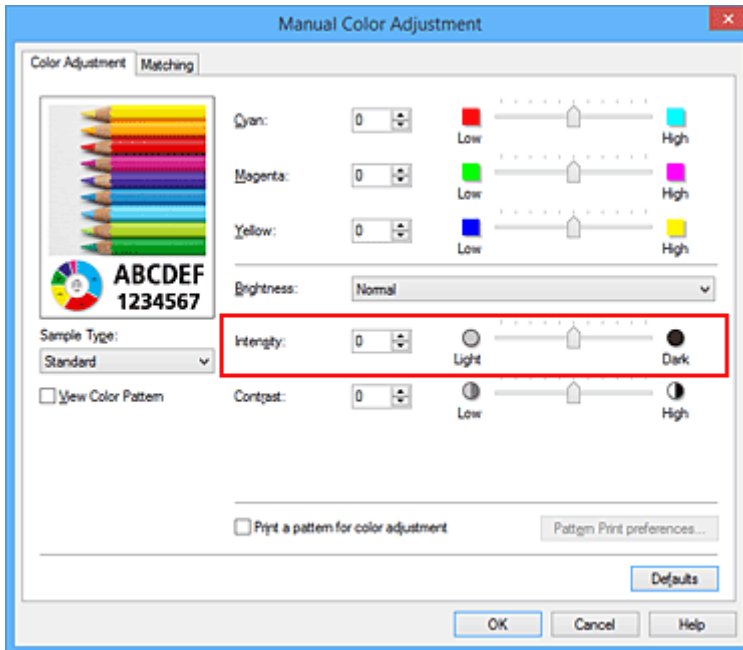 Manual Color Adjustment
Color Adjustment Matching
Cyan: 0 Low High
Magenta: 0 Low High
Yellow: 0 Low High
ABCDEF
1234567
Brightness: Normal
Sample Type:
Standard
Intensity: 0 Light Dark
View Color Pattern
Contrast: 0 Low High
Print a pattern for color adjustment Pattern Print preferences...
Defaults
OK Cancel Help